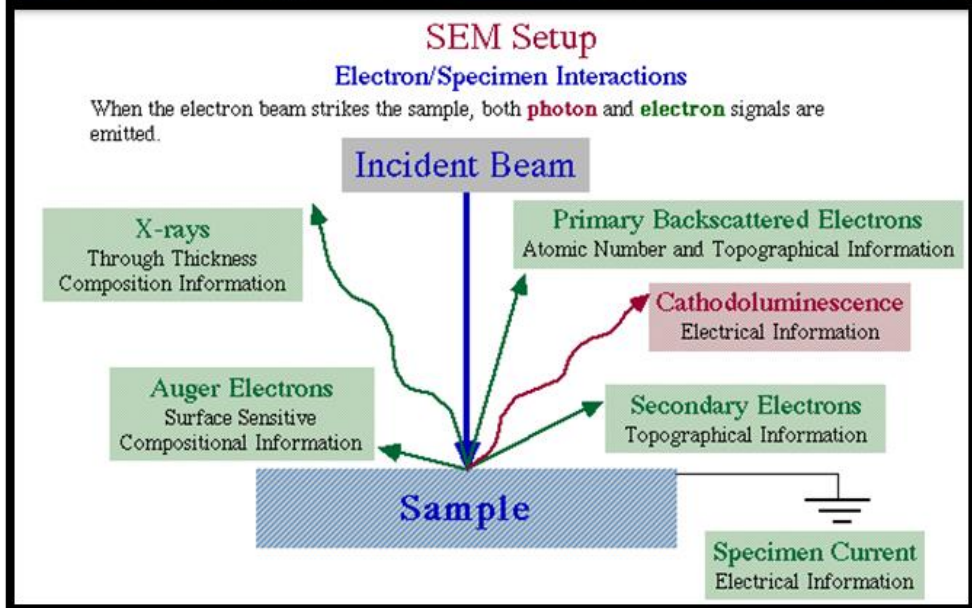 SEM Setup
Electron/Specimen Interactions
When the electron beam strikes the sample, both photon and electron signals are
emitted.
Incident Beam
X-rays
Through Thickness
Composition Information
Primary Backscattered Electrons
Atomic Number and Topographical Information
Cathodoluminescence
Electrical Information
Auger Electrons
Surface Sensitive
Compositional Information
Secondary Electrons
Topographical Information
Sample
Specimen Current
Electrical Information